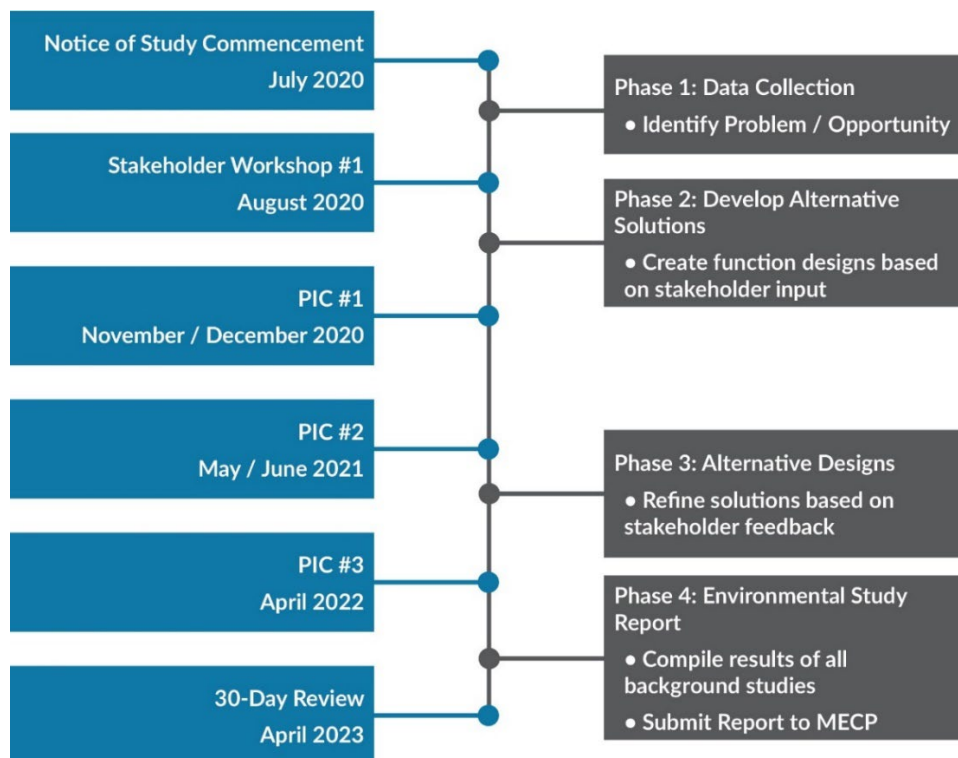 Notice of Study Commencement
July 2020
Phase 1: Data Collection
● Identify Problem / Opportunity
Stakeholder Workshop #1
August 2020
Phase 2: Develop Alternative
Solutions
● Create function designs based
on stakeholder input
PIC #1
November / December 2020
PIC #2
May / June 2021
Phase 3: Alternative Designs
● Refine solutions based on
stakeholder feedback
PIC #3
April 2022
Phase 4: Environmental Study
Report
● Compile results of all
background studies
● Submit Report to MECP
30-Day Review
April 2023